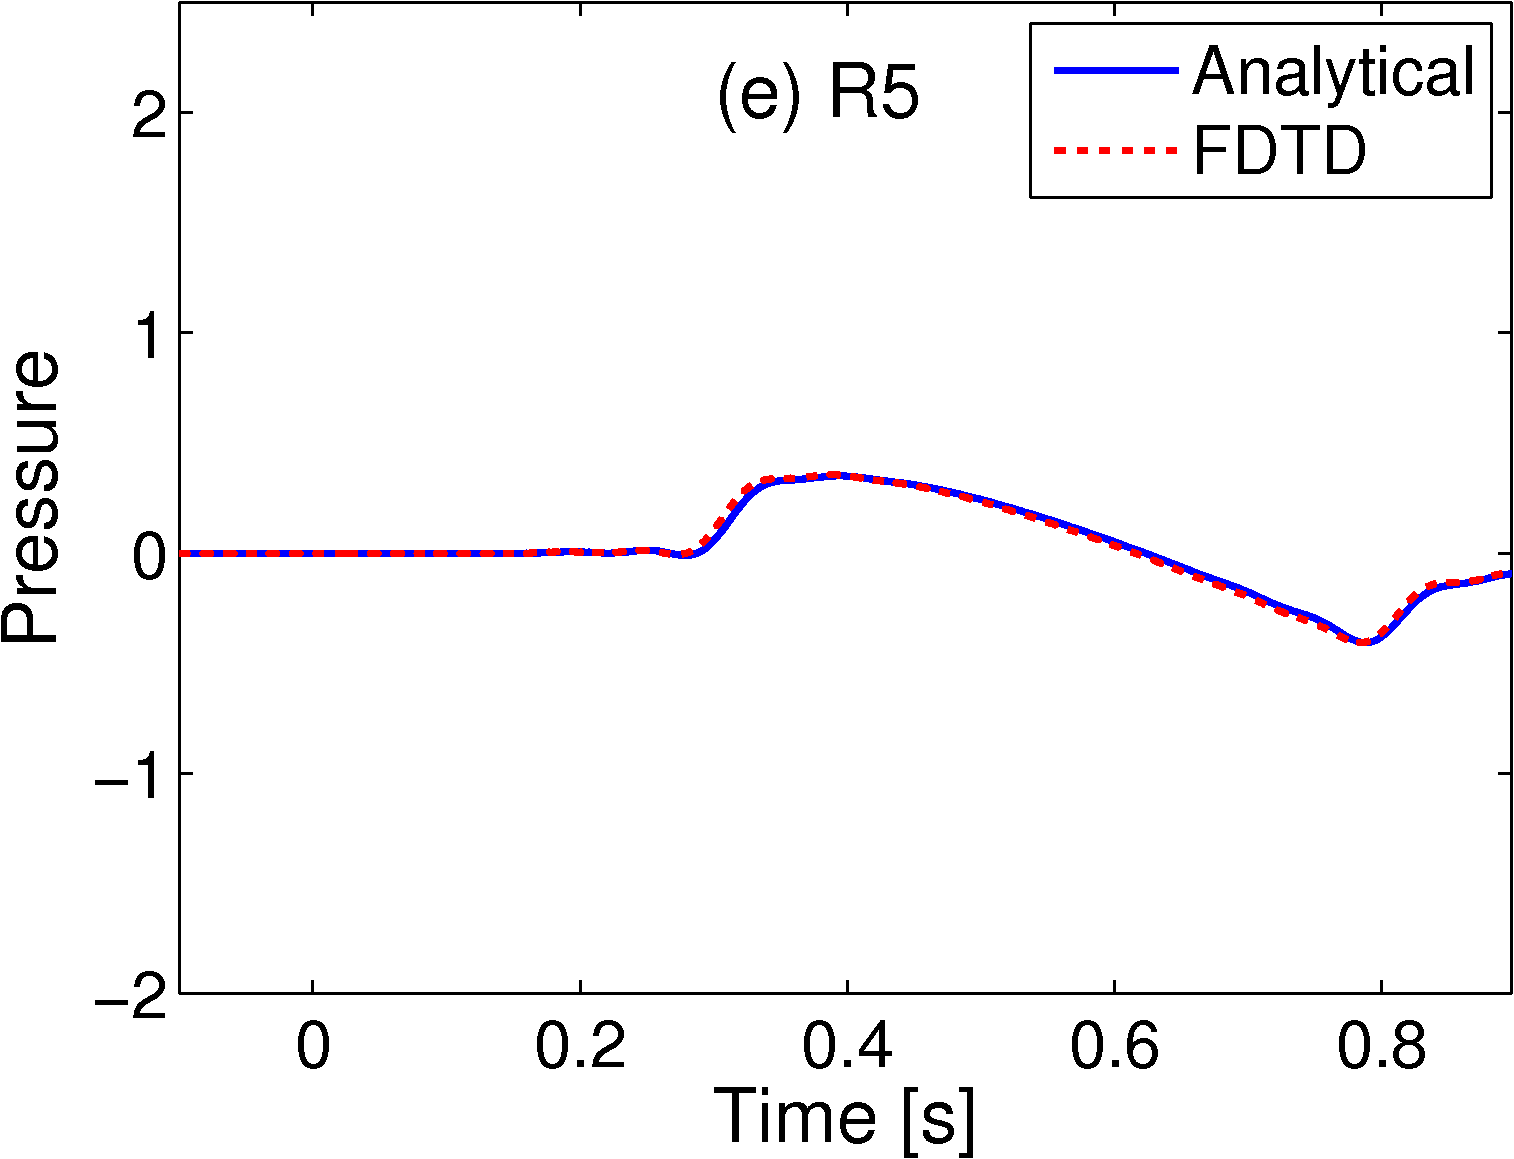 (e) R5
Analytical
FDTD
2
1
0
−1
−2
Pressure
0 0.2 0.4 0.6 0.8
Time [s]